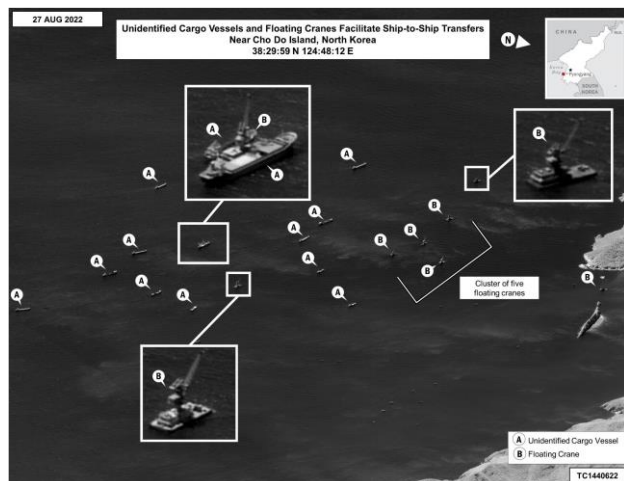 27 AUG 2022
Unidentified Cargo Vessels and Floating Cranes Facilitate Ship-to-Ship Transfers
Near Cho Do Island, North Korea
38:29:59 N 124:48:12 E
N
CHINA
Pyongyang
SOUTH
KOREA
B
A
B
A
A
A
B
A
B
A
B
A
B
A
A
B
B
A
A
A
A
A
Cluster of five
floating cranes
B
A Unidentified Cargo Vessel
B Floating Crane
TC1440622